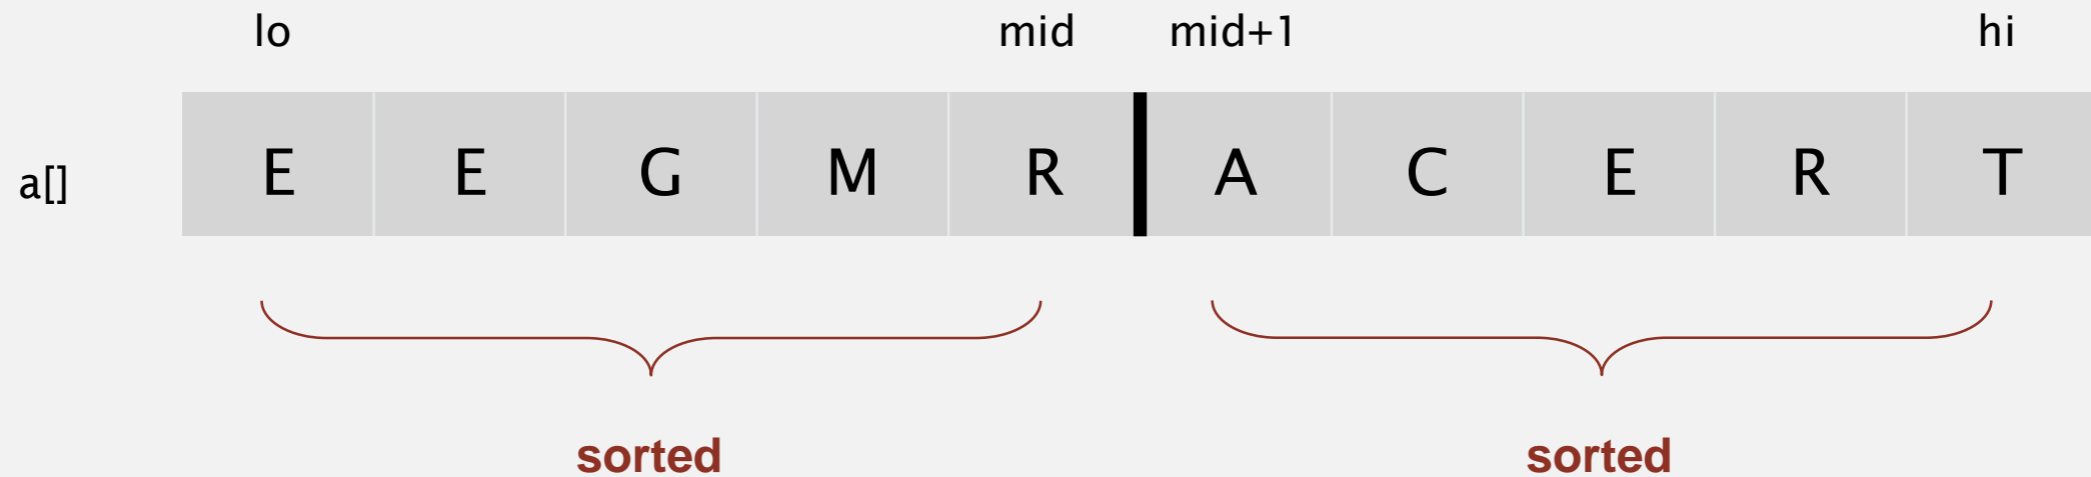 lo mid mid+1 hi
a[] E E G M R A C E R T
sorted sorted